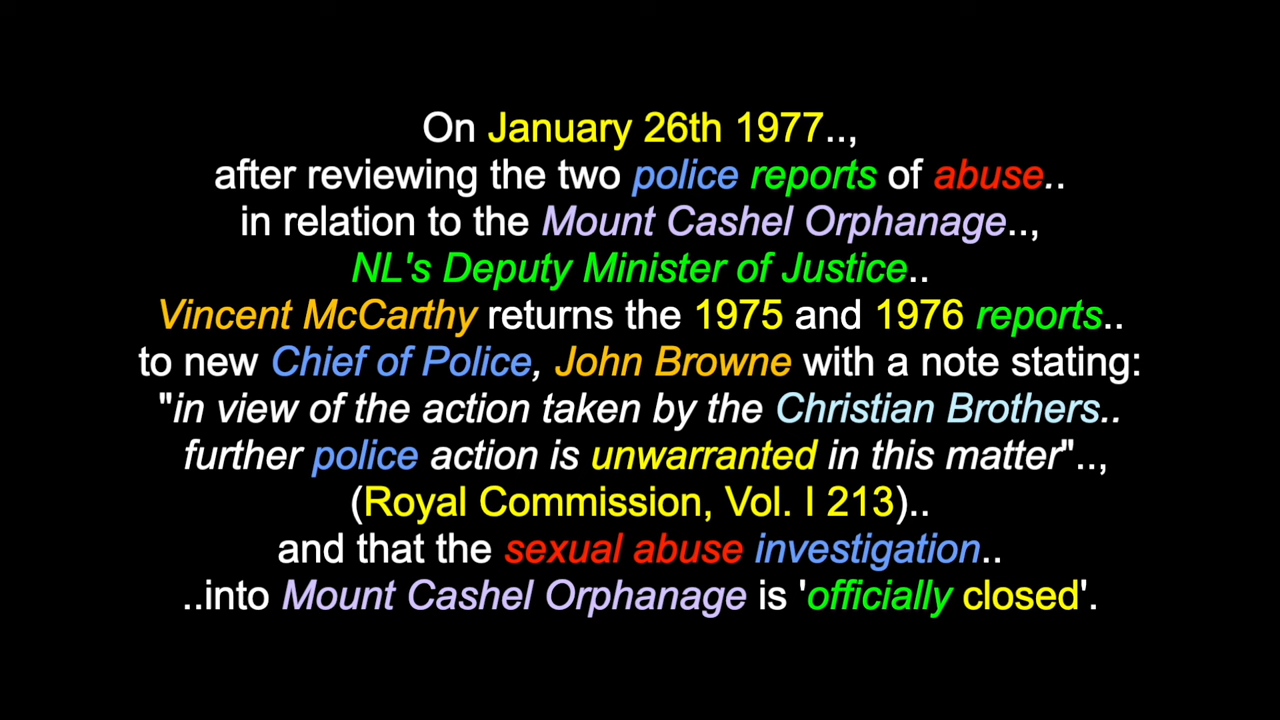 On January 26th 1977..,
after reviewing the two police reports of abuse..
in relation to the Mount Cashel Orphanage..,
NL's Deputy Minister of Justice..
Vincent McCarthy returns the 1975 and 1976 reports..
to new Chief of Police, John Browne with a note stating:
"in view of the action taken by the Christian Brothers..
further police action is unwarranted in this matter"..,
(Royal Commission, Vol. I 213)..
and that the sexual abuse investigation..
..into Mount Cashel Orphanage is 'officially closed'.